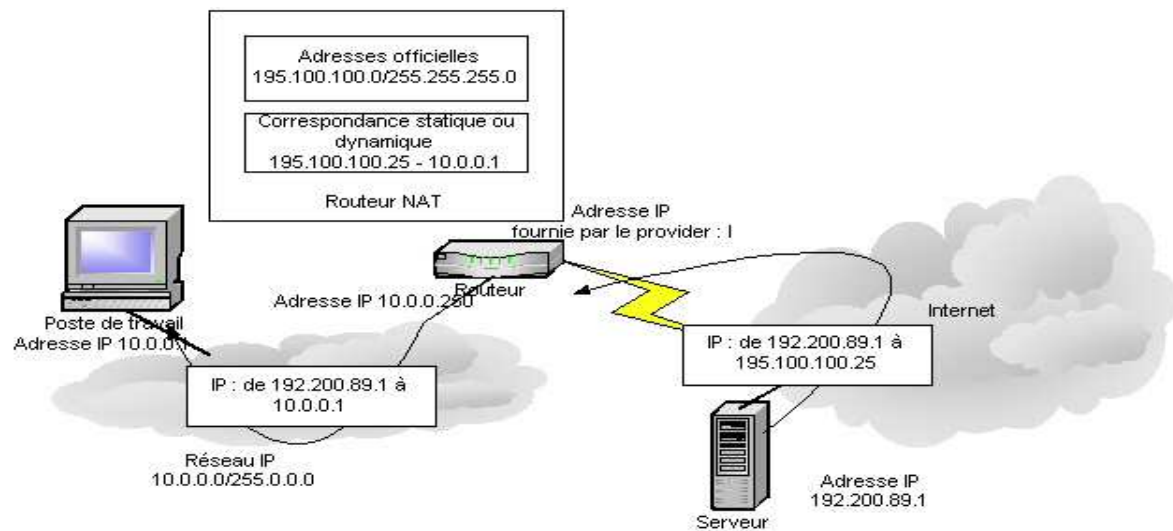 Adresses officielles
195.100.100.0/255.255.255.0
Correspondance statique ou
dynamique
195.100.100.25 - 10.0.0.1
Routeur NAT
Adresse IP
fournie par le provider : I
Routeur
Adresse IP 10.0.0.250
Internet
Poste de travail
Adresse IP 10.0.0.1
IP : de 192.200.89.1 à
195.100.100.25
IP : de 192.200.89.1 à
10.0.0.1
Réseau IP
10.0.0.0/255.0.0.0
Adresse IP
192.200.89.1
Serveur